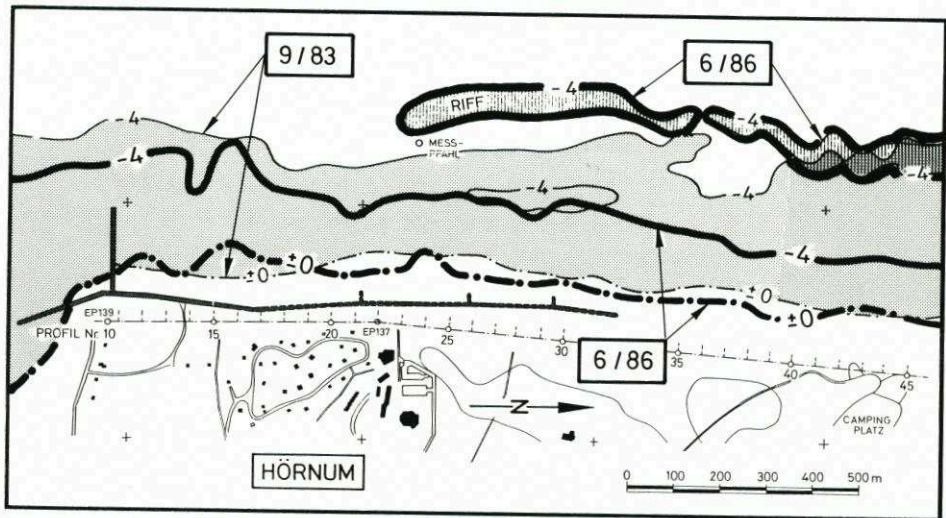 9 / 83
6 / 86
-4
-4
-4
RIFF
-4
MESS-
PFAHL
-4
-4
-4
-4
-4
±0
±0
±0
±0
EP139
PROFIL Nr. 10
15
20
EP137
25
30
35
40
45
6 / 86
N
CAMPING
PLATZ
HÖRNUM
0 100 200 300 400 500 m